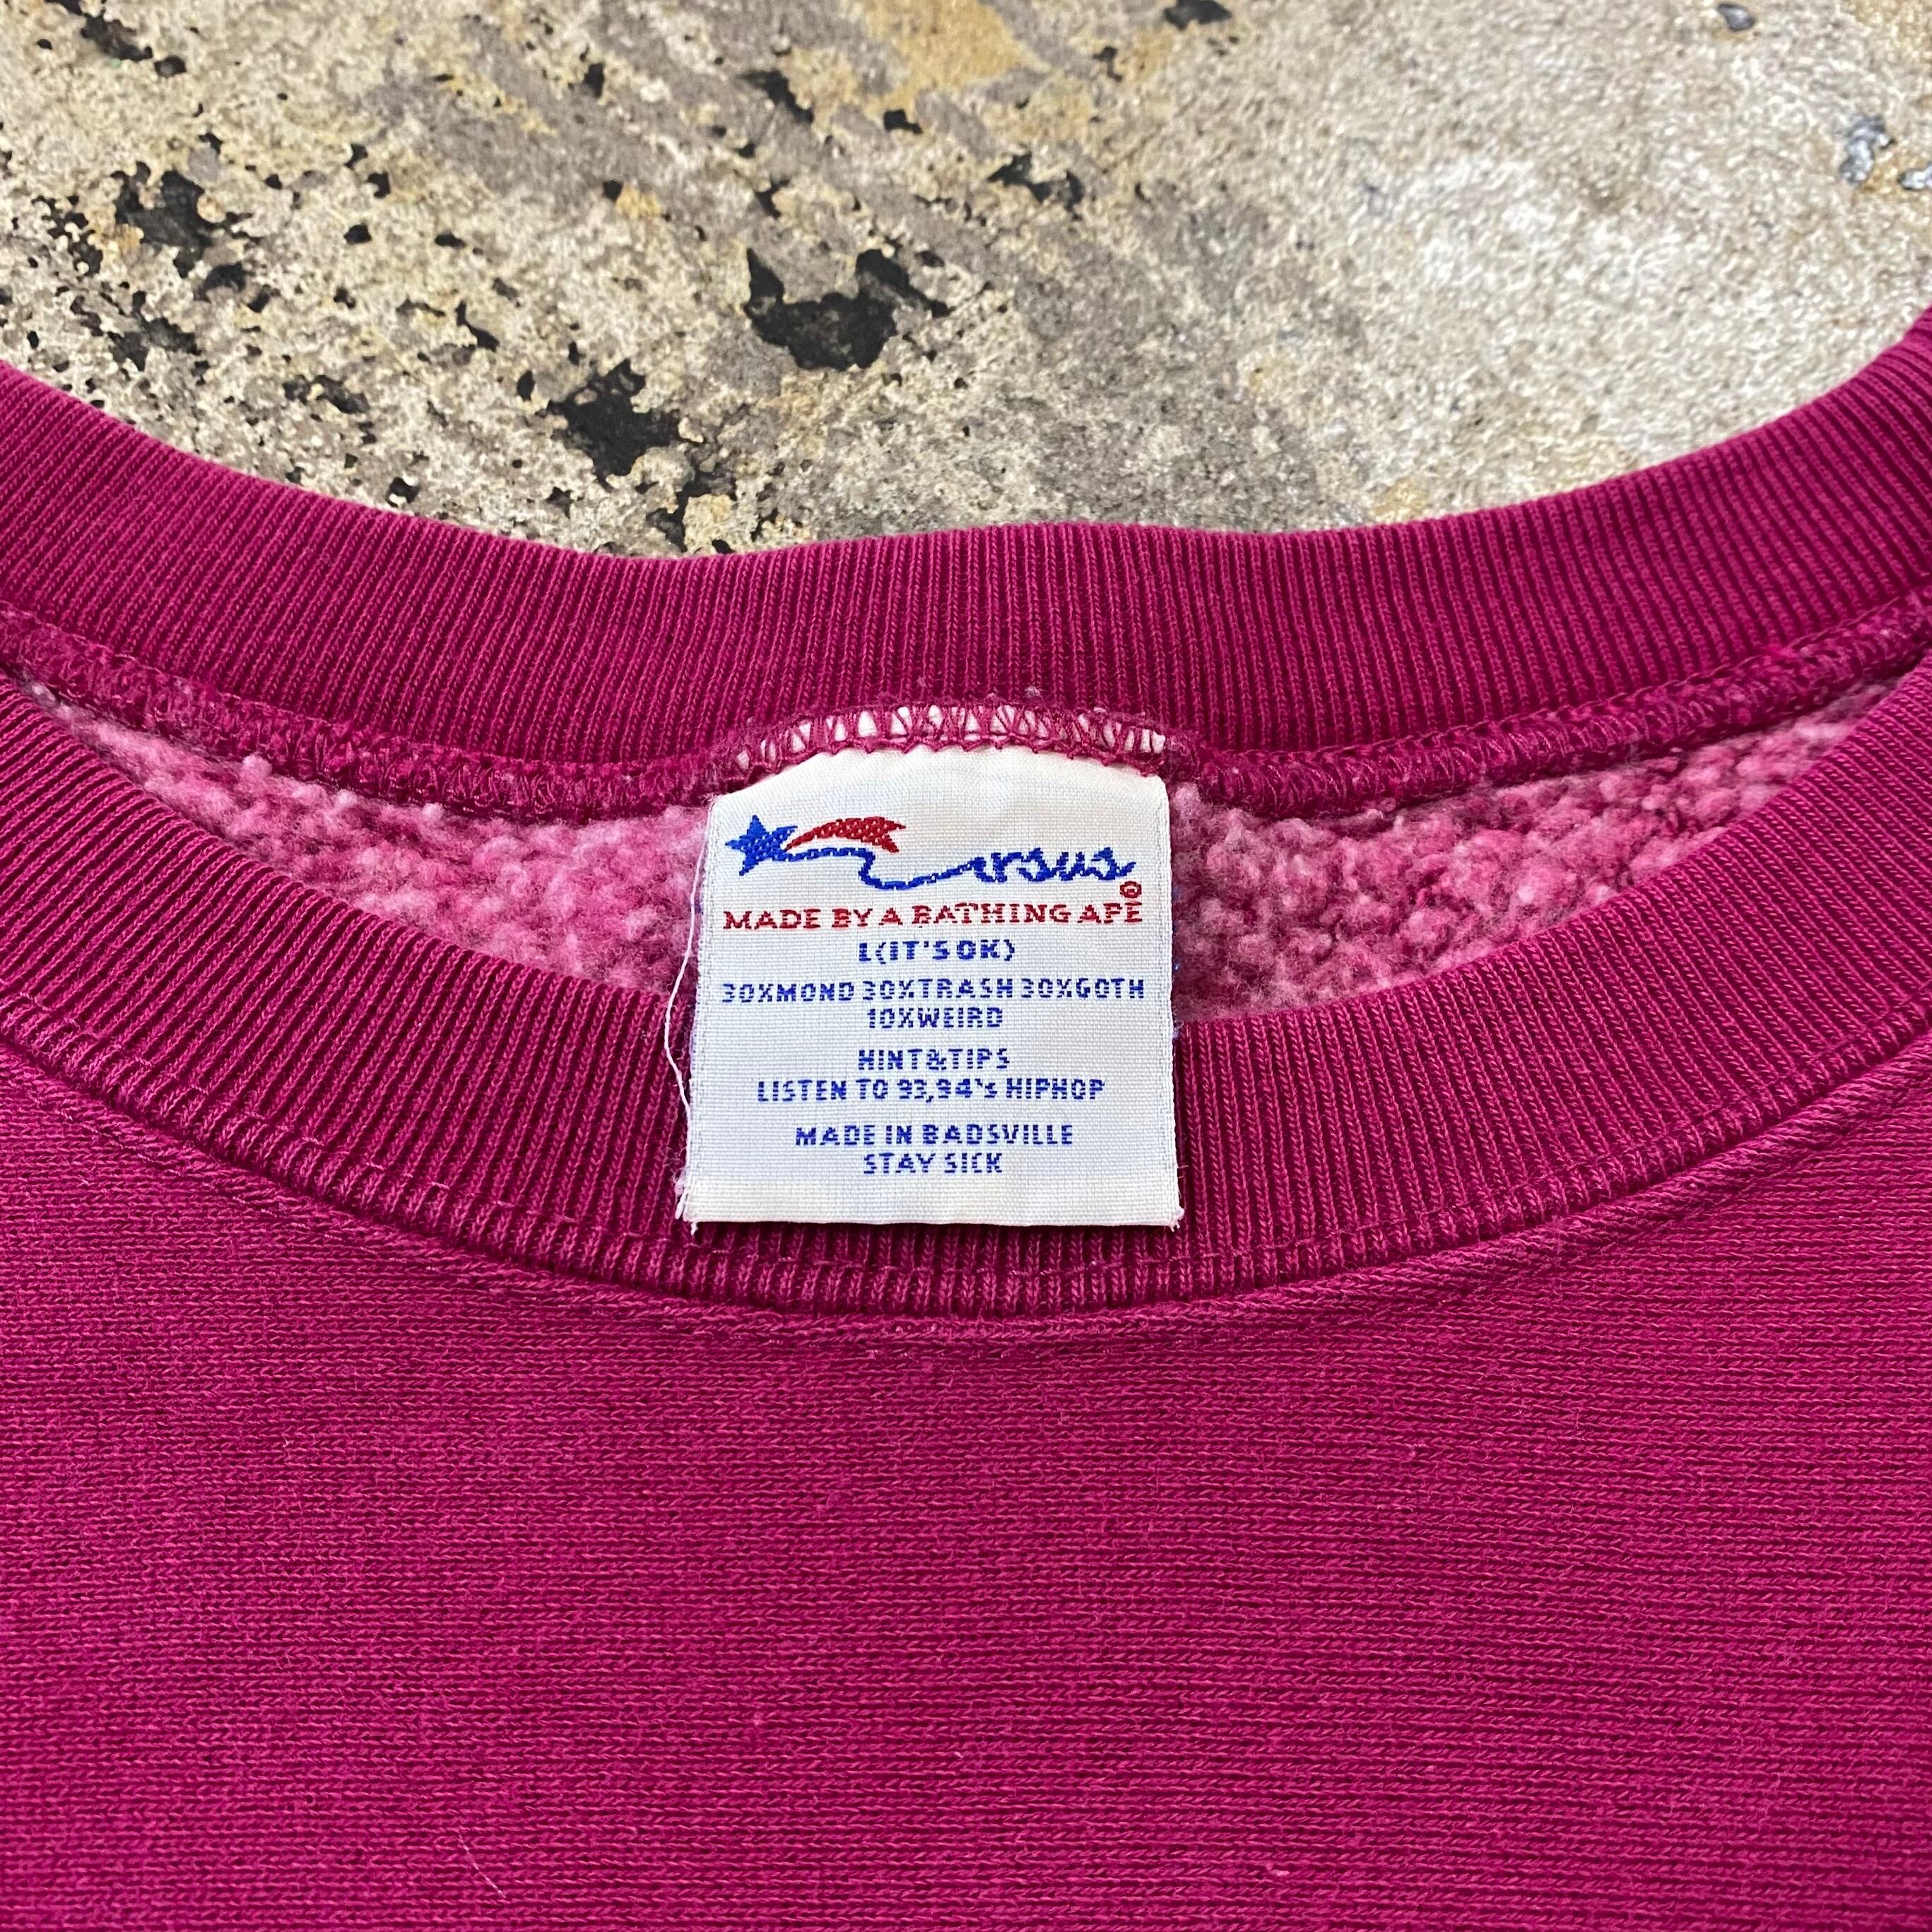 ursus
®
MADE BY A BATHING APE
L(IT'S OK)
30%MOND 30%TRASH 30%GOTH
10%WEIRD
HINT&TIPS
LISTEN TO 93,94's HIPHOP
MADE IN BADSVILLE
STAY SICK